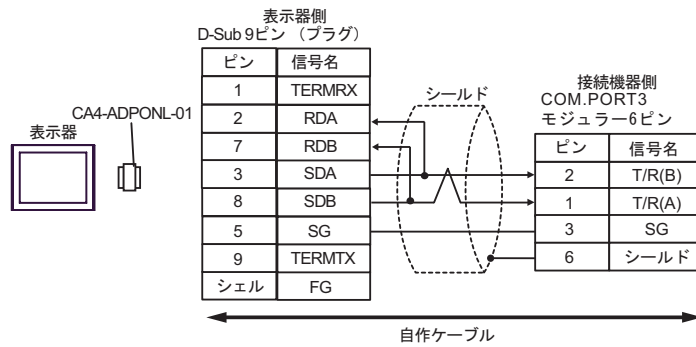 表示器側
D-Sub 9ピン （プラグ）
ピン 信号名
1 TERMRX
2 RDA
7 RDB
3 SDA
8 SDB
5 SG
9 TERMTX
シェル FG
CA4-ADPONL-01
表示器
シールド
接続機器側
COM.PORT3
モジュラー6ピン
ピン 信号名
2 T/R(B)
1 T/R(A)
3 SG
6 シールド
自作ケーブル